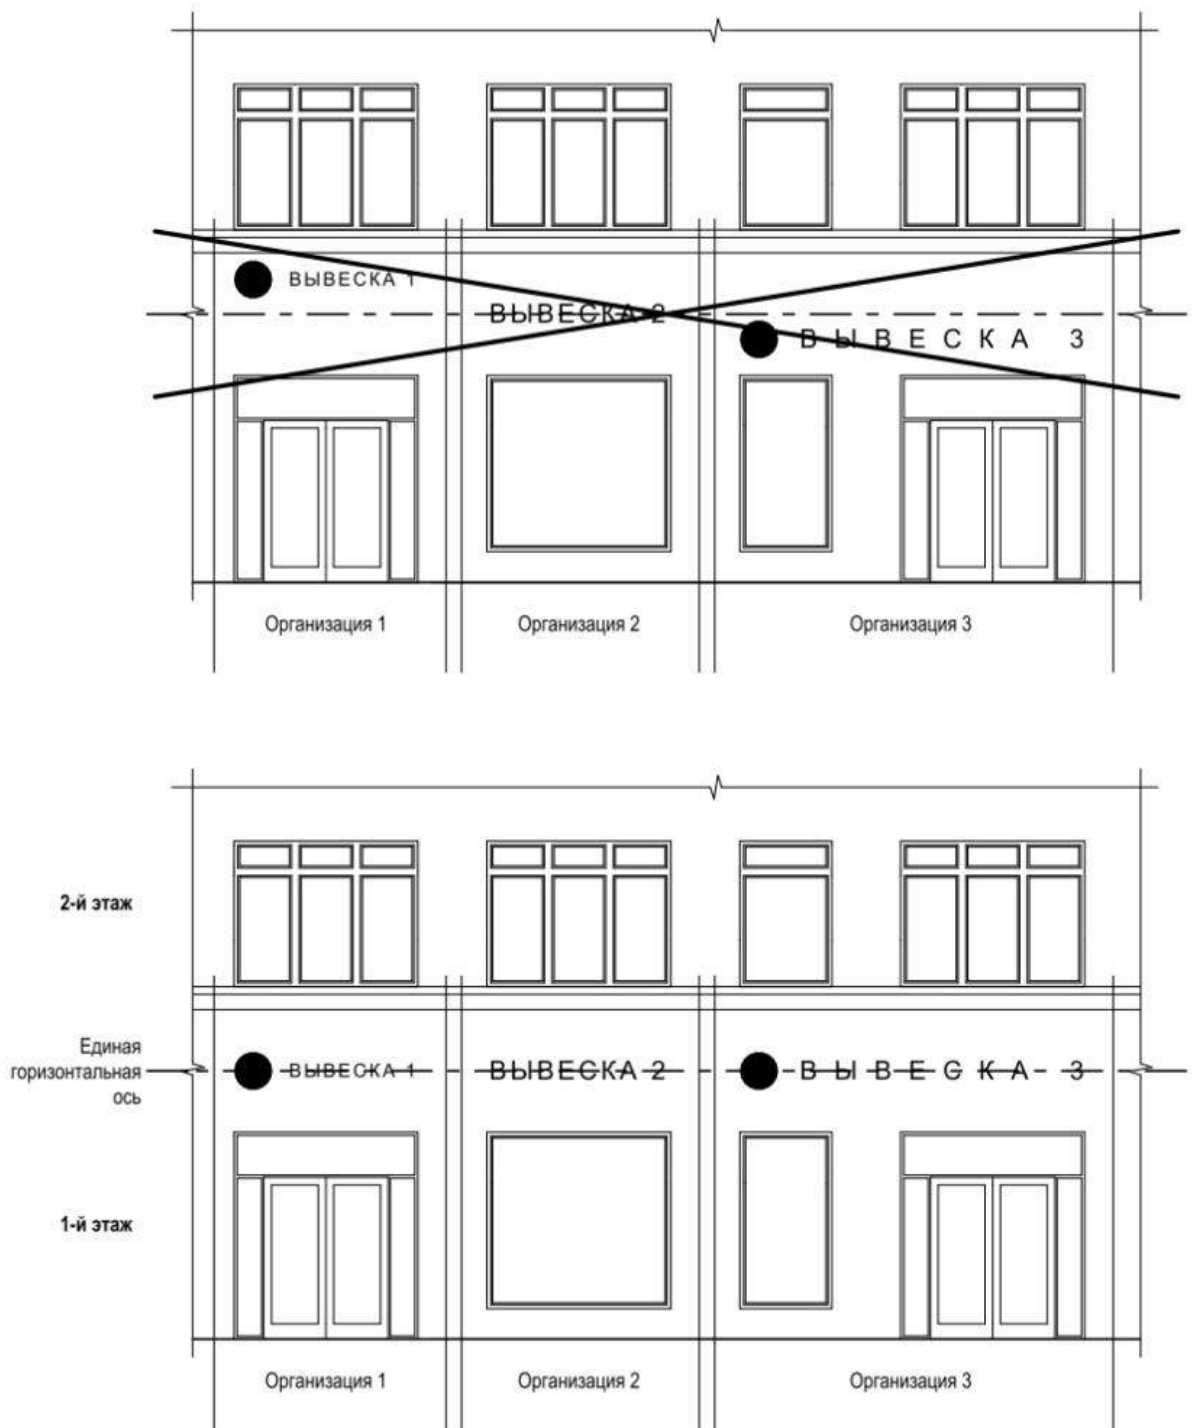 ВЫВЕСКА 1
ВЫВЕСКА 2
ВЫВЕСКА 3
Организация 1 Организация 2 Организация 3
2-й этаж
Единая
горизонтальная
ось
ВЫВЕСКА 1 ВЫВЕСКА 2 ВЫВЕСКА 3
1-й этаж
Организация 1 Организация 2 Организация 3